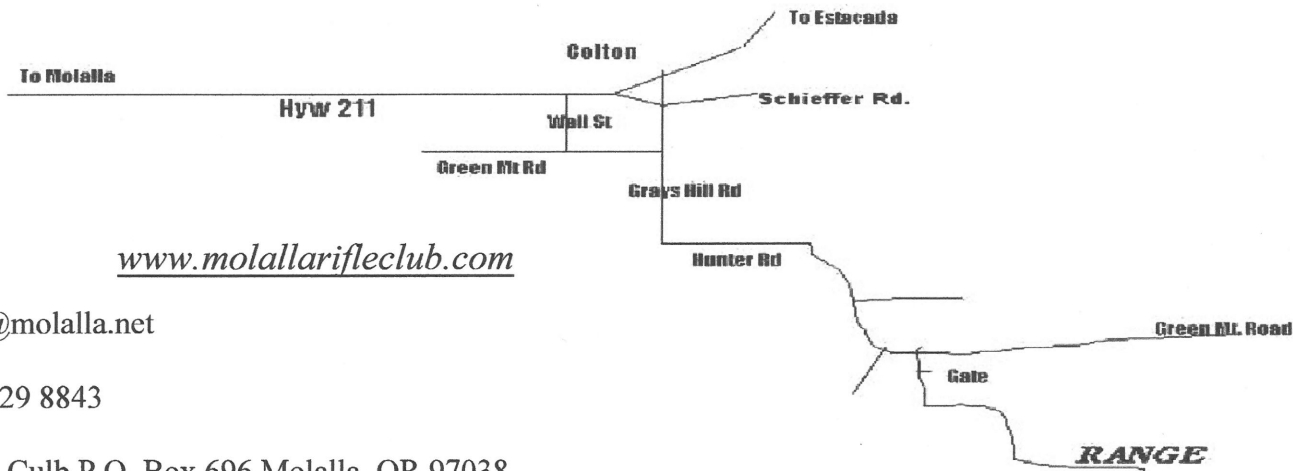 To Estacada
Colton
To Molalla
Schieffer Rd.
Hyw 211
Wall St
Green Mt Rd
Grays Hill Rd
www.molallarifleclub.com
Hunter Rd
@molalla.net
Green Mt. Road
Gate
29 8843
Culb P.O. Box 696 Molalla, OR 97038
RANGE